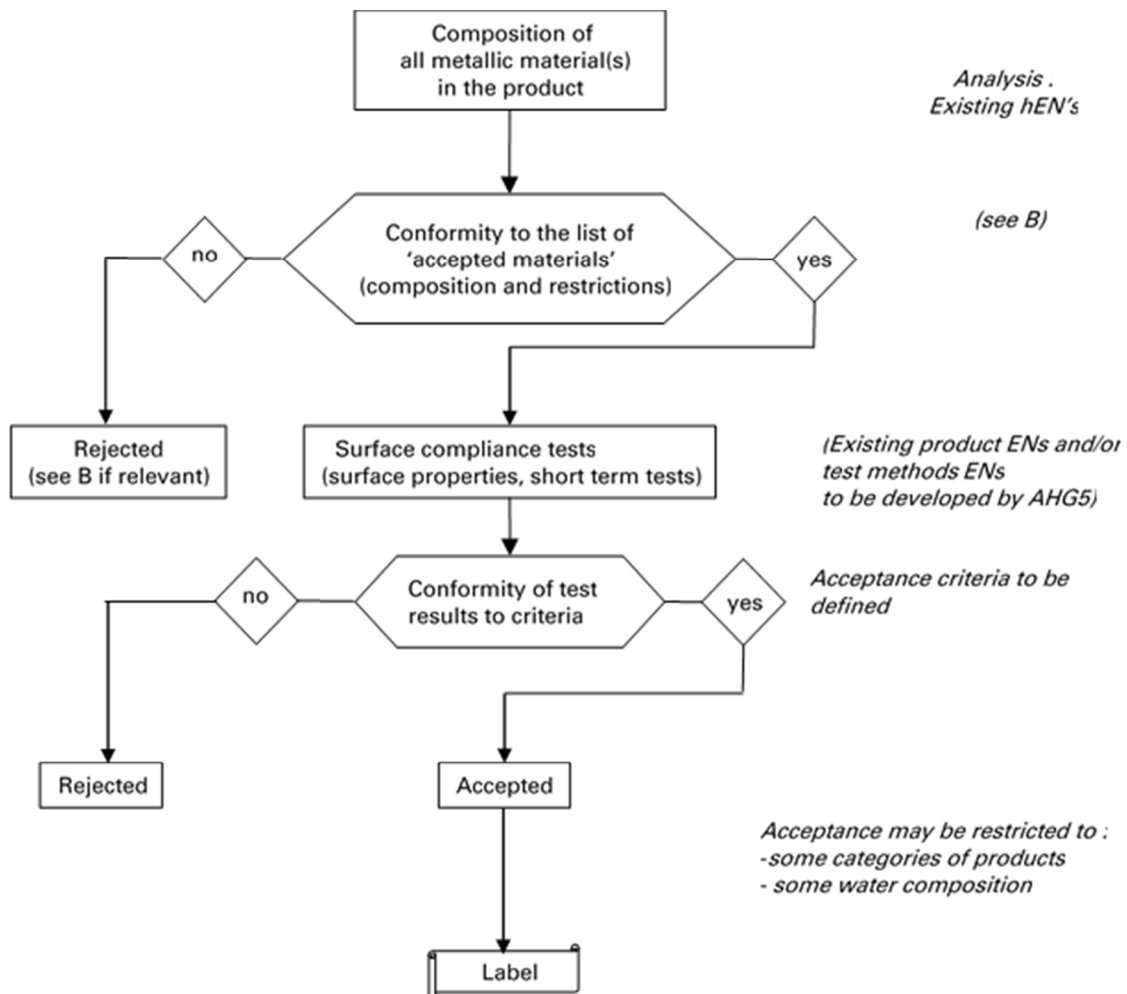 Composition of
all metallic material(s)
in the product
Analysis .
Existing hEN's
(see B)
no
Conformity to the list of
‘accepted materials’
(composition and restrictions)
yes
Rejected
(see B if relevant)
Surface compliance tests
(surface properties, short term tests)
(Existing product ENs and/or
test methods ENs
to be developed by AHG5)
no
Conformity of test
results to criteria
yes
Acceptance criteria to be
defined
Rejected
Accepted
Acceptance may be restricted to :
-some categories of products
- some water composition
Label